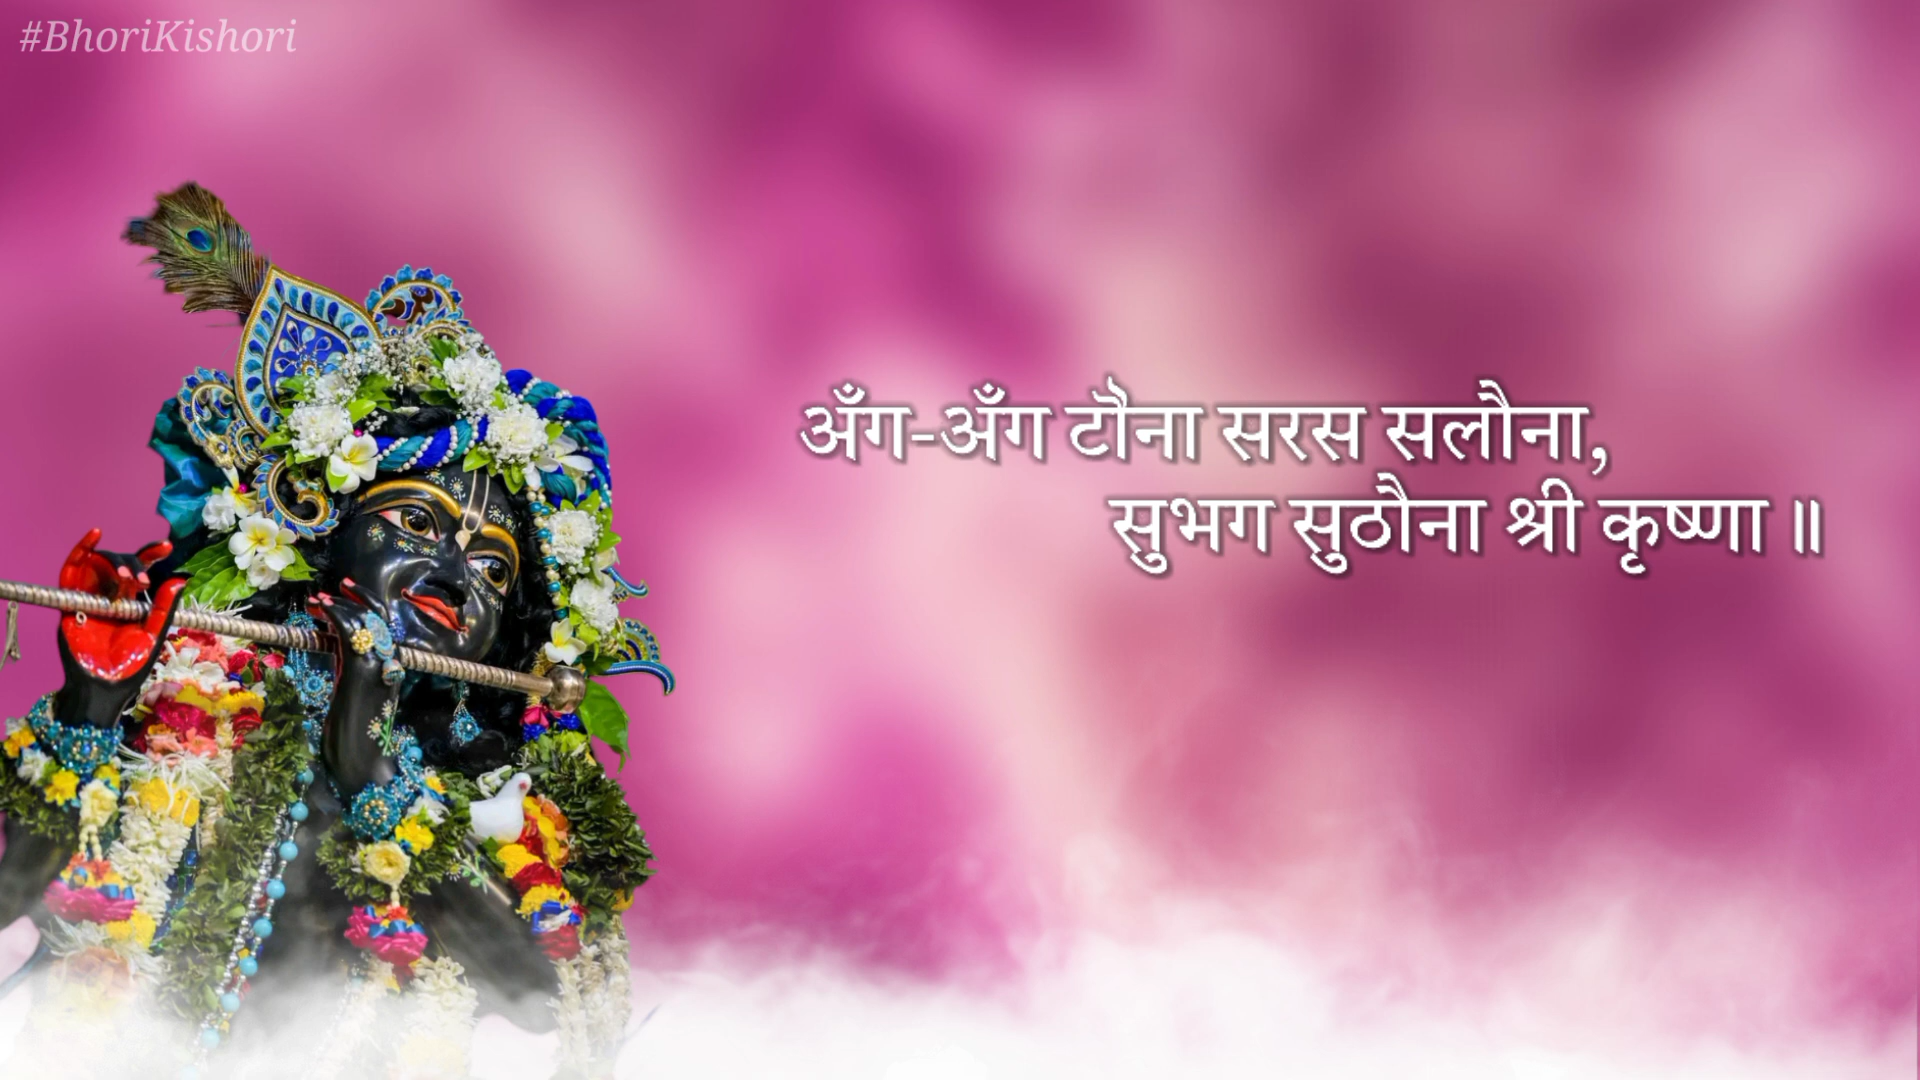 #BhoriKishori
अँग-अँग टौना सरस सलौना,
सुभग सुठौना श्री कृष्णा ॥